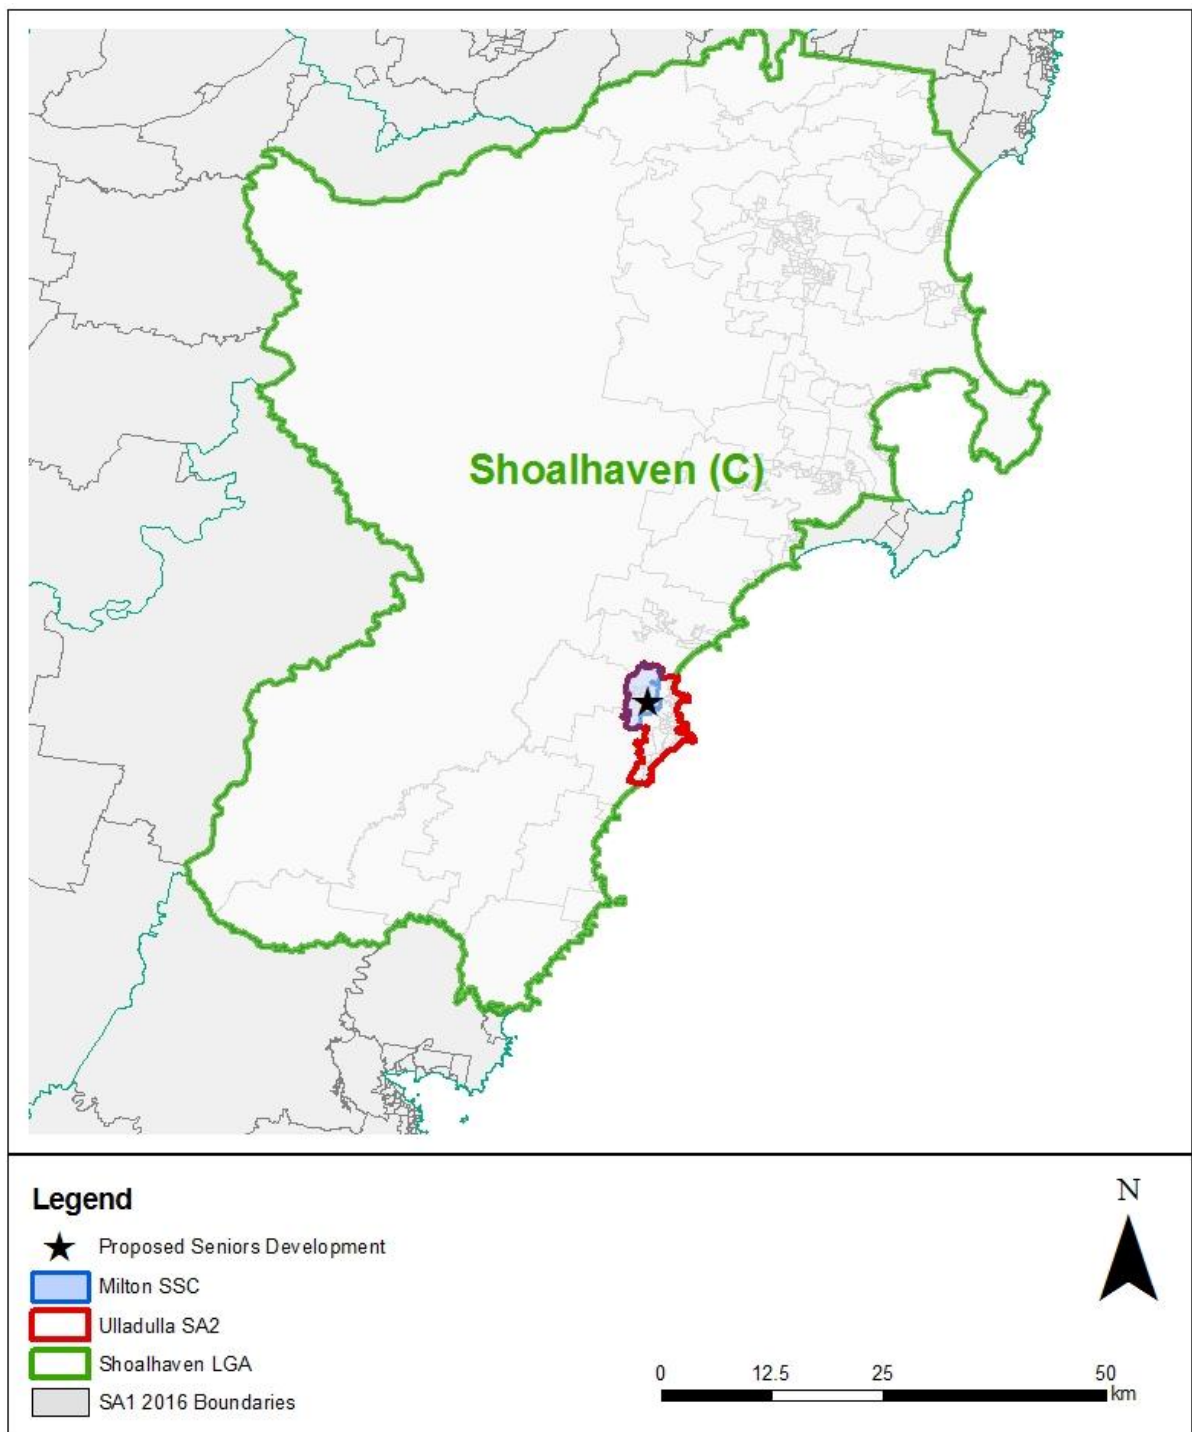 Shoalhaven (C)
Legend
Proposed Seniors Development
Milton SSC
Ulladulla SA2
Shoalhaven LGA
SA1 2016 Boundaries
N
0 12.5 25 50
km